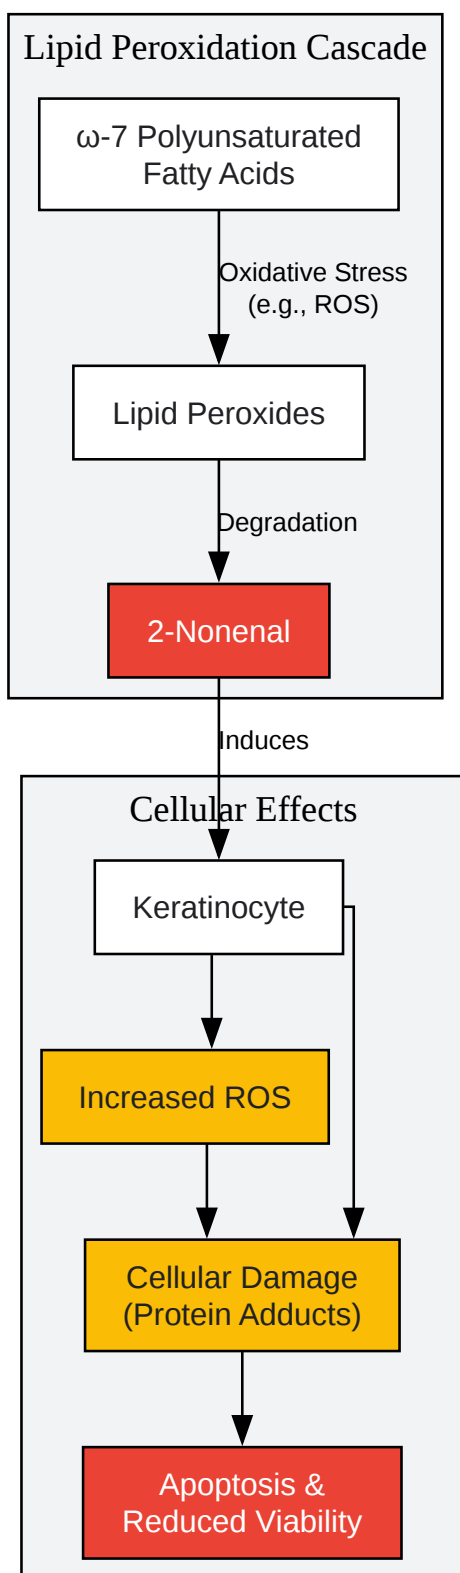 Lipid Peroxidation Cascade
ω-7 Polyunsaturated
Fatty Acids
Oxidative Stress
(e.g., ROS)
Lipid Peroxides
Degradation
2-Nonenal
Induces
Cellular Effects
Keratinocyte
Increased ROS
Cellular Damage
(Protein Adducts)
Apoptosis &
Reduced Viability